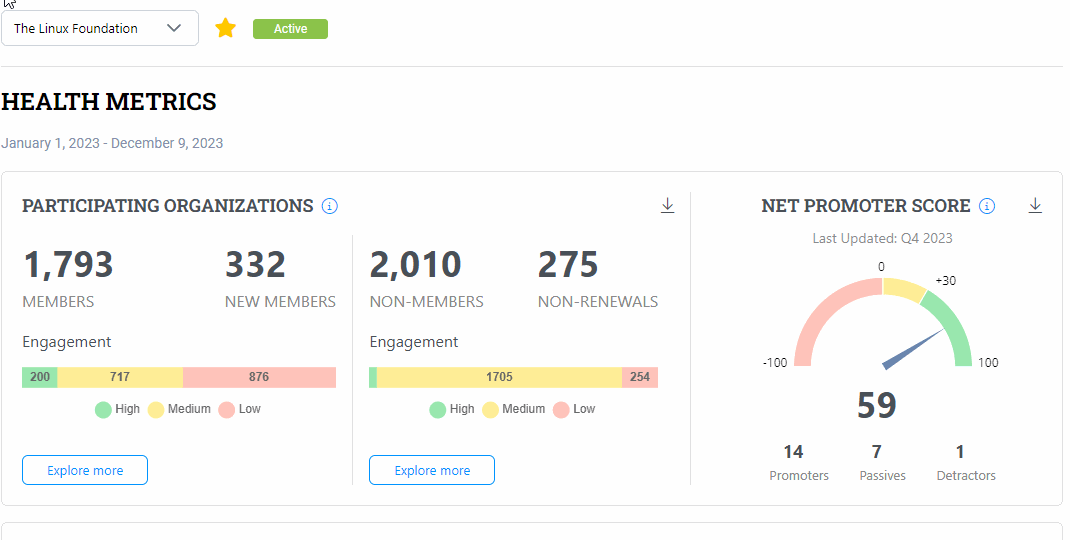 The Linux Foundation
Active
HEALTH METRICS
January 1, 2023 - December 9, 2023
PARTICIPATING ORGANIZATIONS
1,793
MEMBERS
332
NEW MEMBERS
Engagement
200 717 876
High Medium Low
Explore more
2,010
NON-MEMBERS
275
NON-RENEWALS
Engagement
1705 254
High Medium Low
Explore more
NET PROMOTER SCORE
Last Updated: Q4 2023
0
+30
-100 100
59
14 7 1
Promoters Passives Detractors